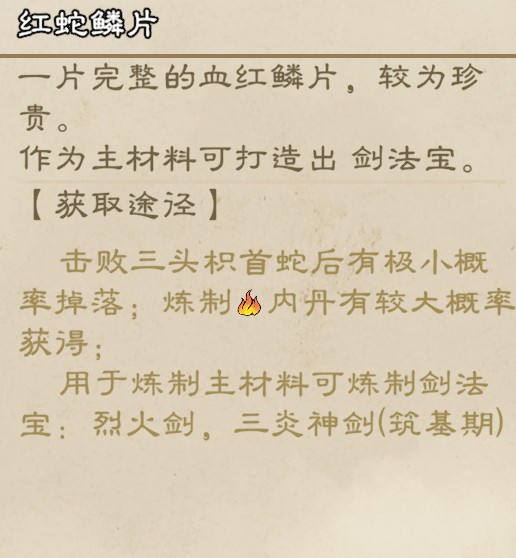 红蛇鳞片
一片完整的血红鳞片，较为珍
贵。
作为主材料可打造出 剑法宝。
【获取途径】
击败三头枳首蛇后有极小概
率掉落；炼制内丹有较大概率
获得；
用于炼制主材料可炼制剑法
宝：烈火剑，三炎神剑(筑基期)